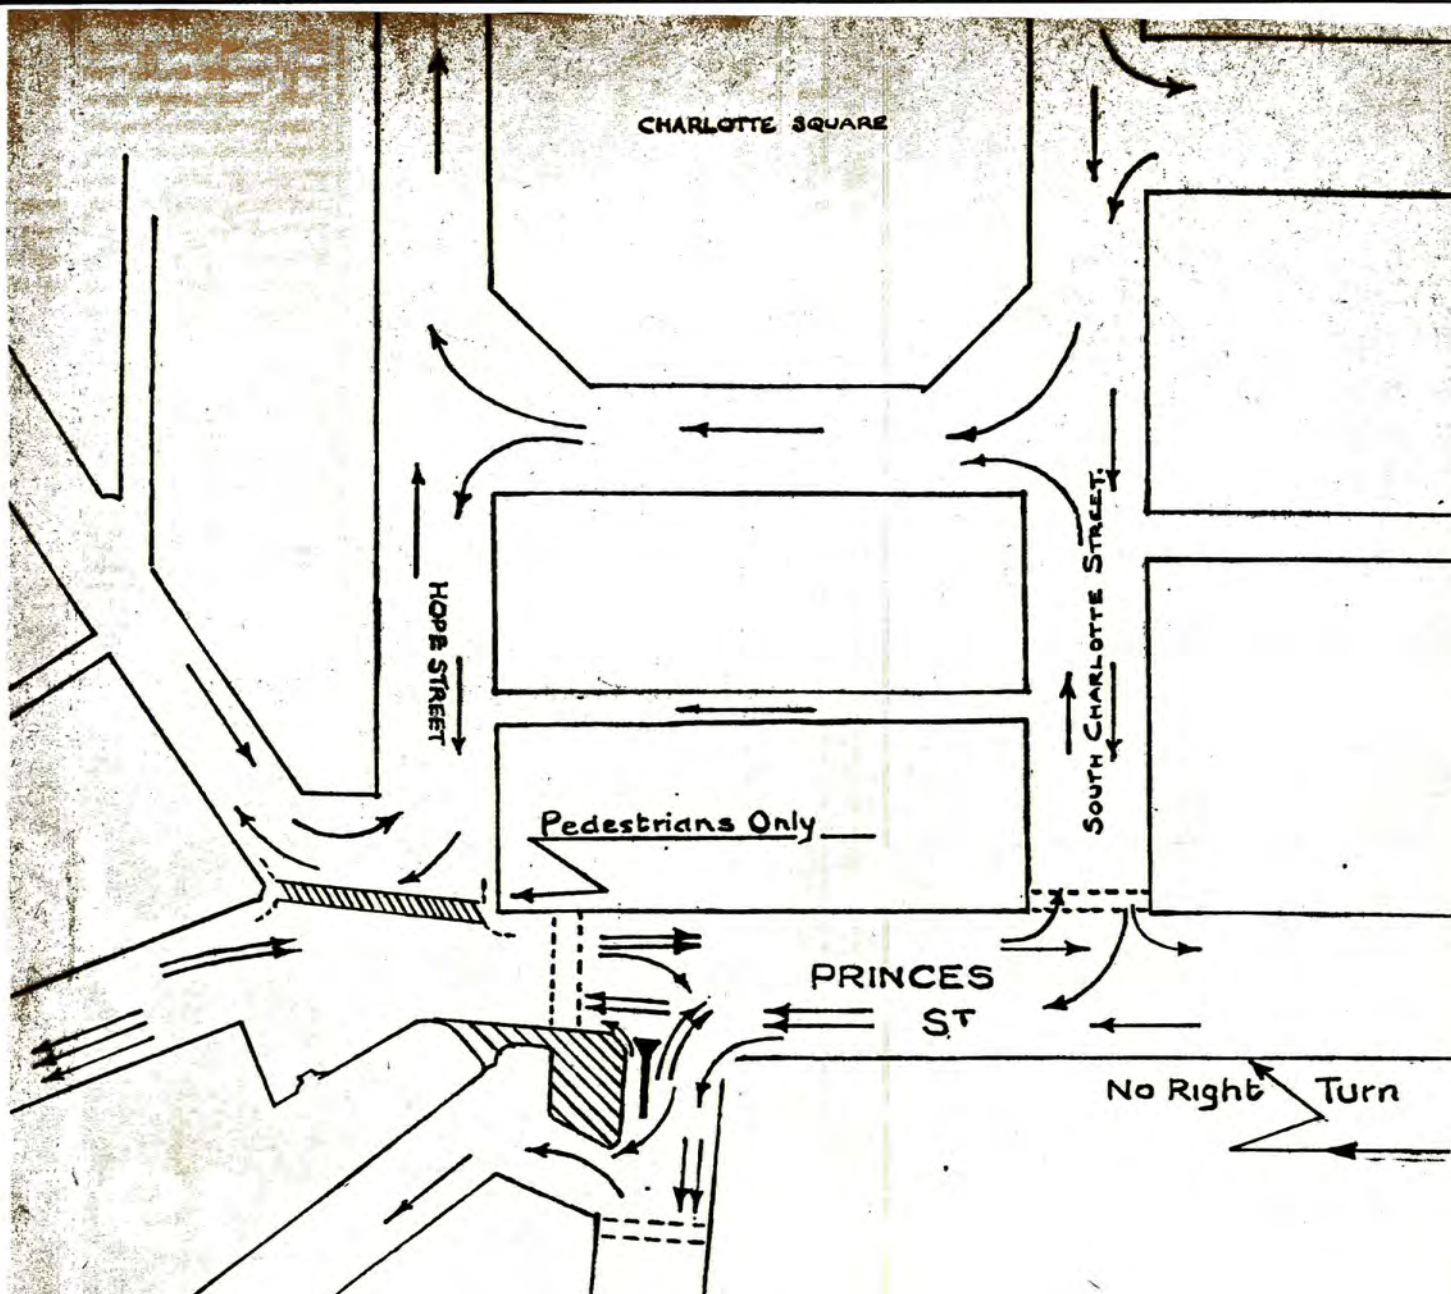 CHARLOTTE SQUARE
HOPE STREET
SOUTH CHARLOTTE STREET.
Pedestrians Only
PRINCES
ST
No Right Turn